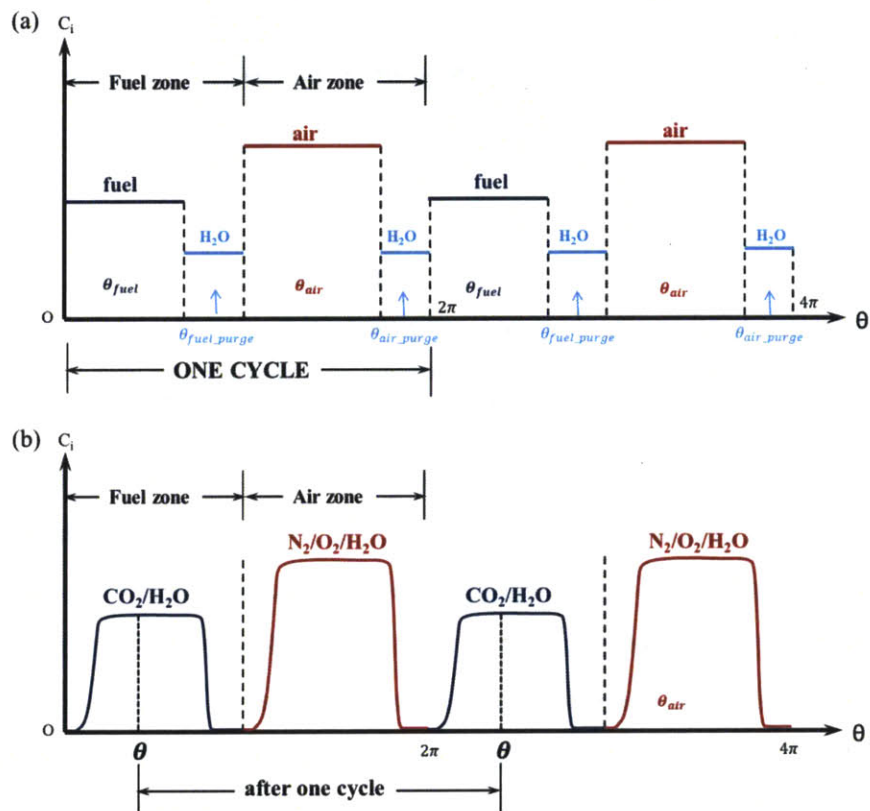 (a) Cᵢ
Fuel zone Air zone
air air
fuel fuel
H₂O H₂O H₂O H₂O
θfuel θair θfuel θair
2π 4π
O θ
θfuel_purge θair_purge θfuel_purge θair_purge
ONE CYCLE
(b) Cᵢ
Fuel zone Air zone
N₂/O₂/H₂O N₂/O₂/H₂O
CO₂/H₂O CO₂/H₂O
θair
O θ
θ 2π θ 4π
after one cycle